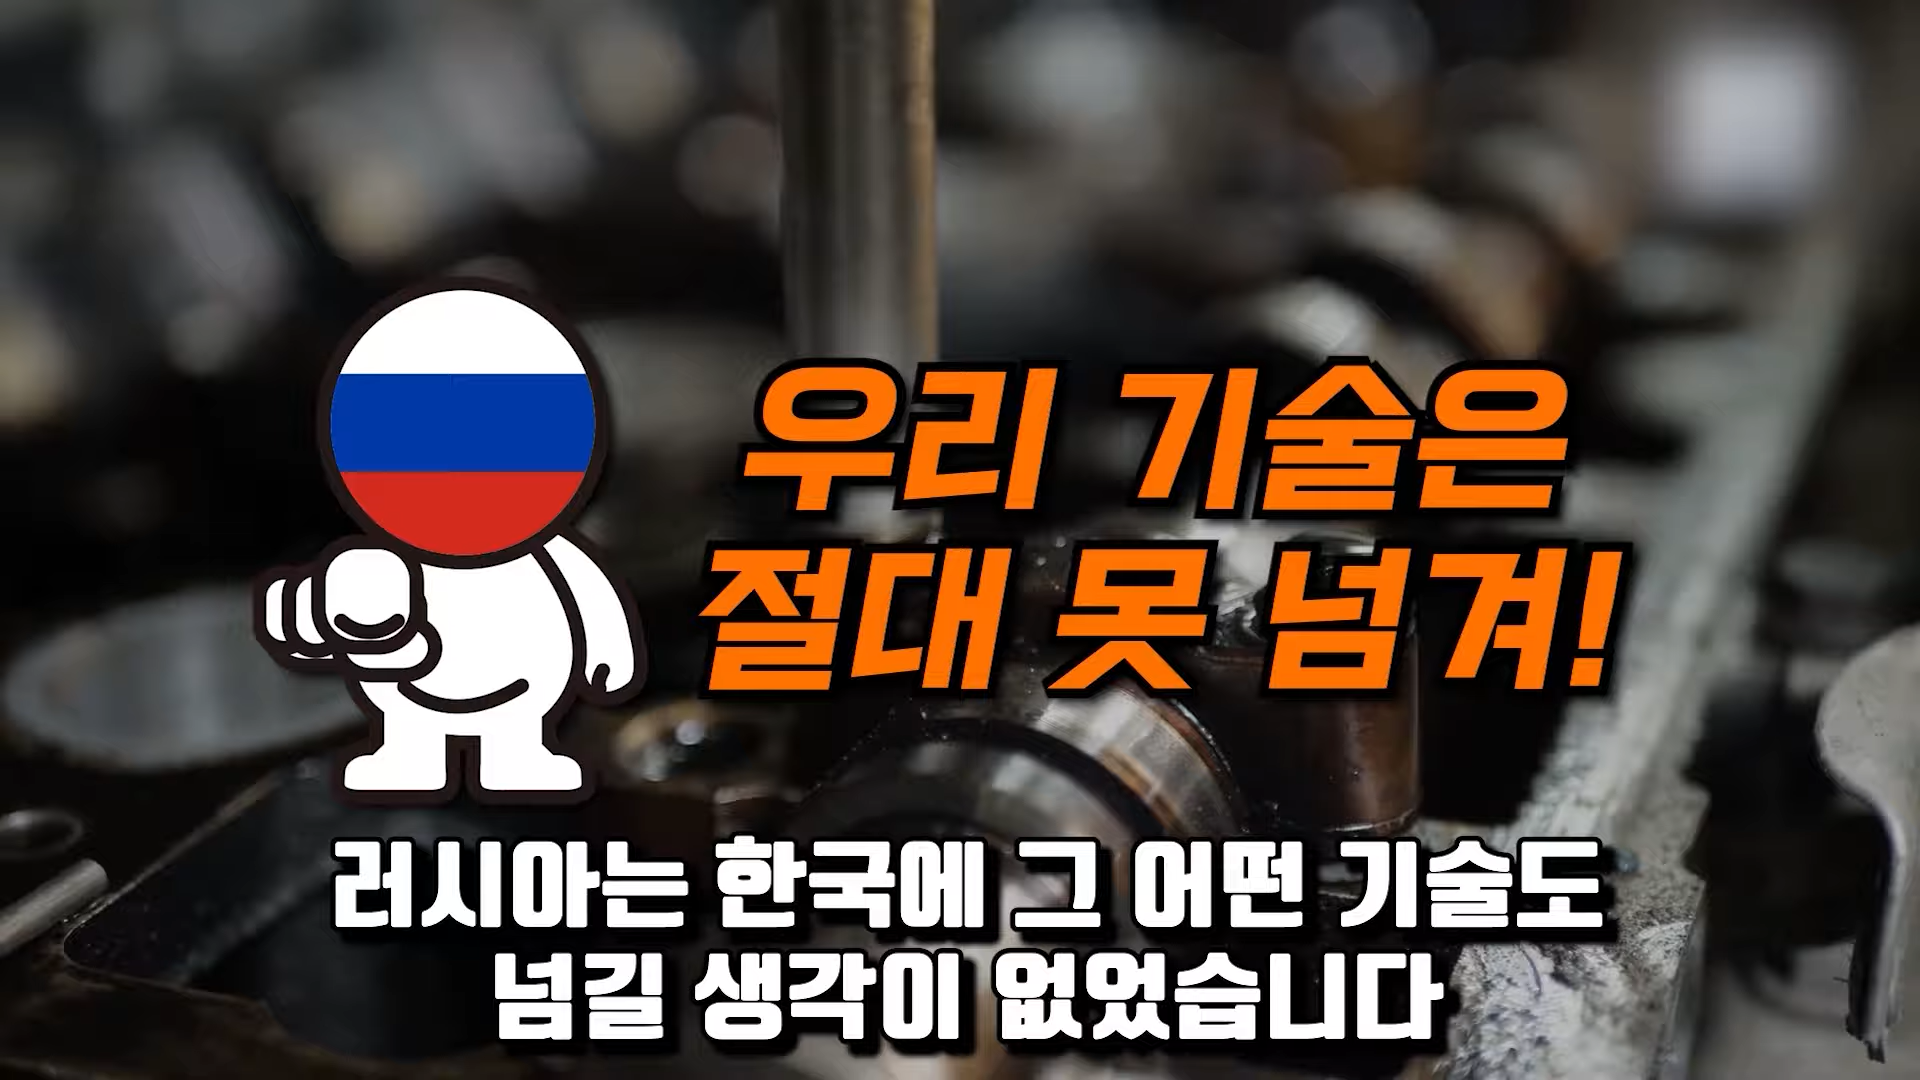 우리 기술은
절대 못 넘겨!
러시아는 한국에 그 어떤 기술도
넘길 생각이 없었습니다